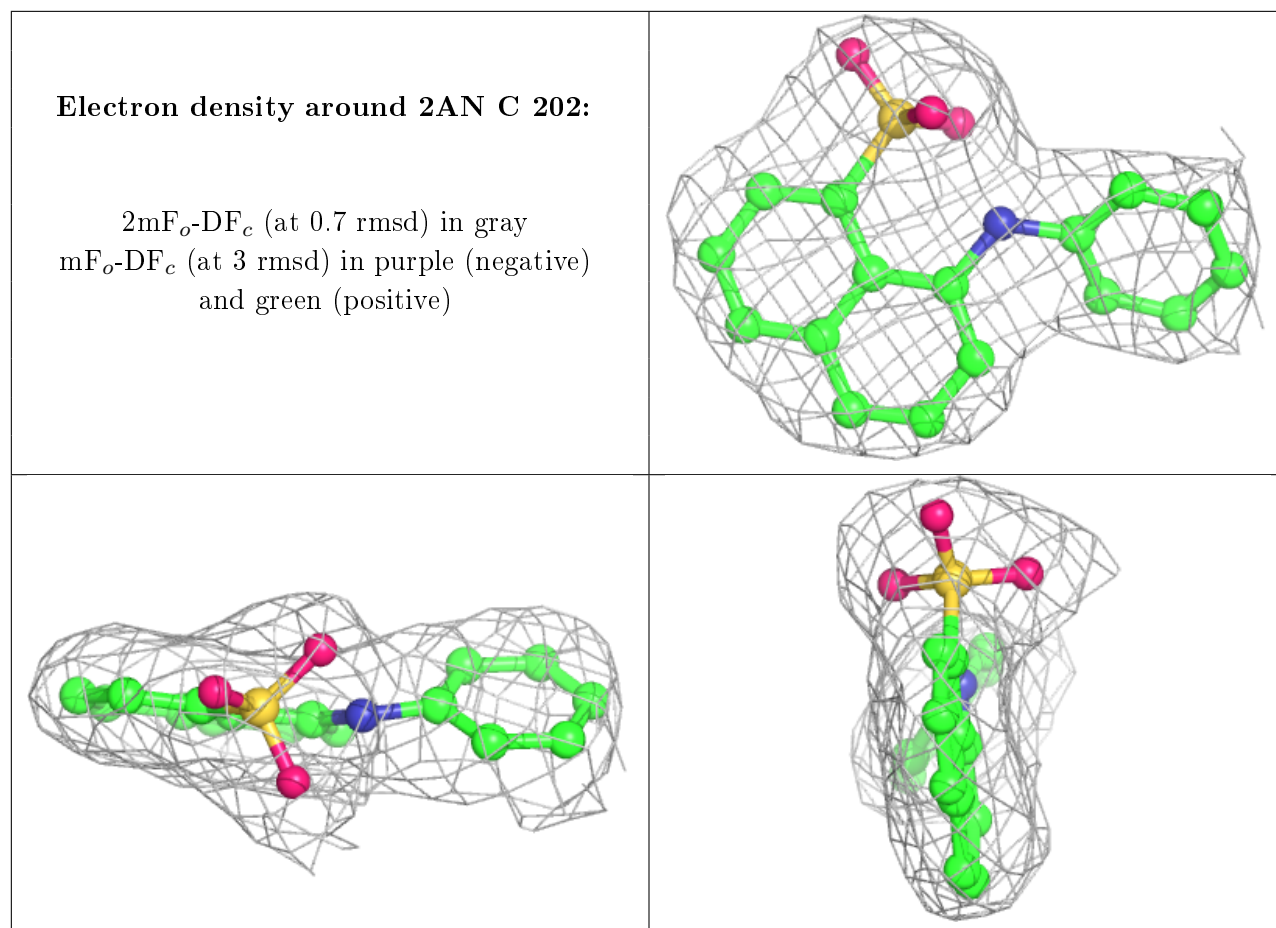 Electron density around 2AN C 202:
2mFo-DFc (at 0.7 rmsd) in gray
mFo-DFc (at 3 rmsd) in purple (negative)
and green (positive)